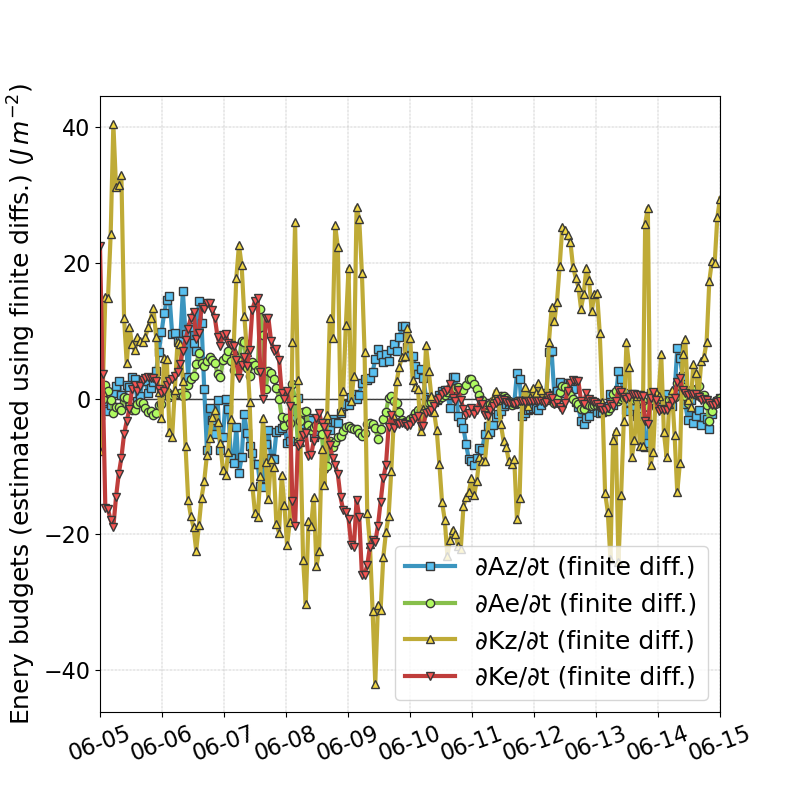 Enery budgets (estimated using finite diffs.) (J m⁻²)
40
20
0
−20
−40
∂Az/∂t (finite diff.)
∂Ae/∂t (finite diff.)
∂Kz/∂t (finite diff.)
∂Ke/∂t (finite diff.)
06-05 06-06 06-07 06-08 06-09 06-10 06-11 06-12 06-13 06-14 06-15